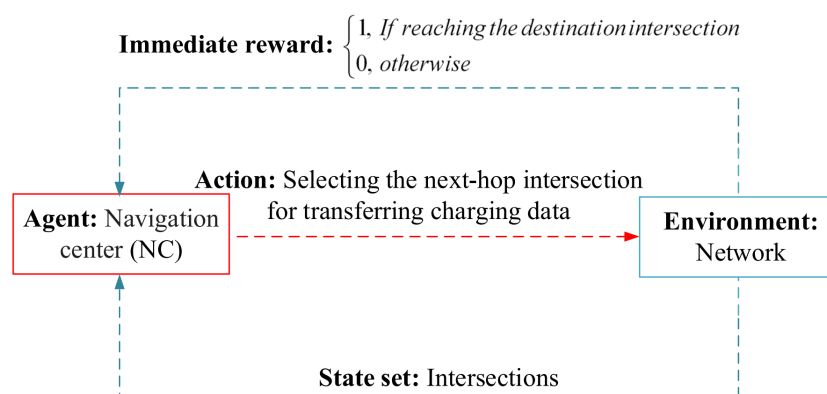 Immediate reward: { 1, If reaching the destination intersection
0, otherwise
Action: Selecting the next-hop intersection
for transferring charging data
Agent: Navigation
center (NC)
Environment:
Network
State set: Intersections